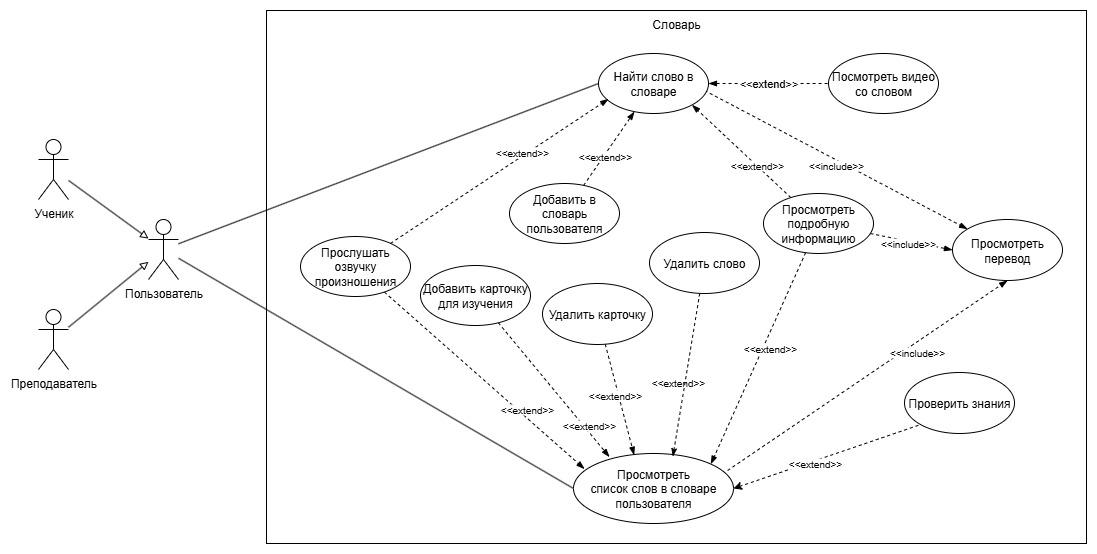 Словарь
Найти слово в
словаре
<<extend>>
Посмотреть видео
со словом
<<extend>>
<<extend>>
<<extend>>
<<include>>
Ученик
Добавить в
словарь
пользователя
Просмотреть
подробную
информацию
<<include>>
Просмотреть
перевод
Пользователь
Прослушать
озвучку
произношения
Добавить карточку
для изучения
Удалить карточку
Удалить слово
<<extend>>
<<include>>
Преподаватель
<<extend>>
<<extend>>
<<extend>>
<<extend>>
Проверить знания
<<extend>>
Просмотреть
список слов в словаре
пользователя